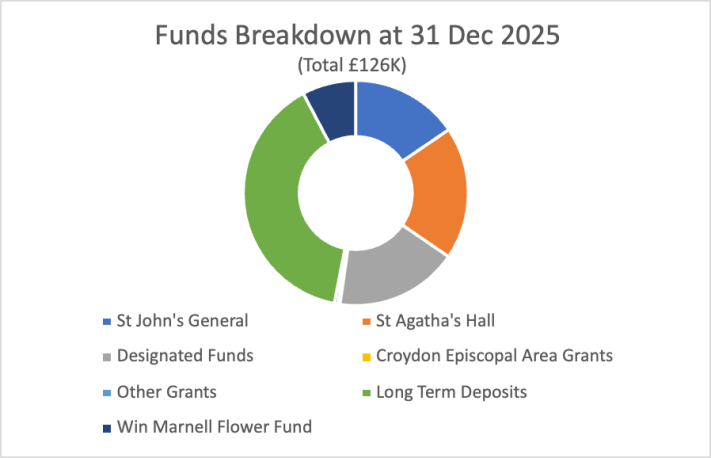 Funds Breakdown at 31 Dec 2025
(Total £126K)
St John's General
St Agatha's Hall
Designated Funds
Croydon Episcopal Area Grants
Other Grants
Long Term Deposits
Win Marnell Flower Fund